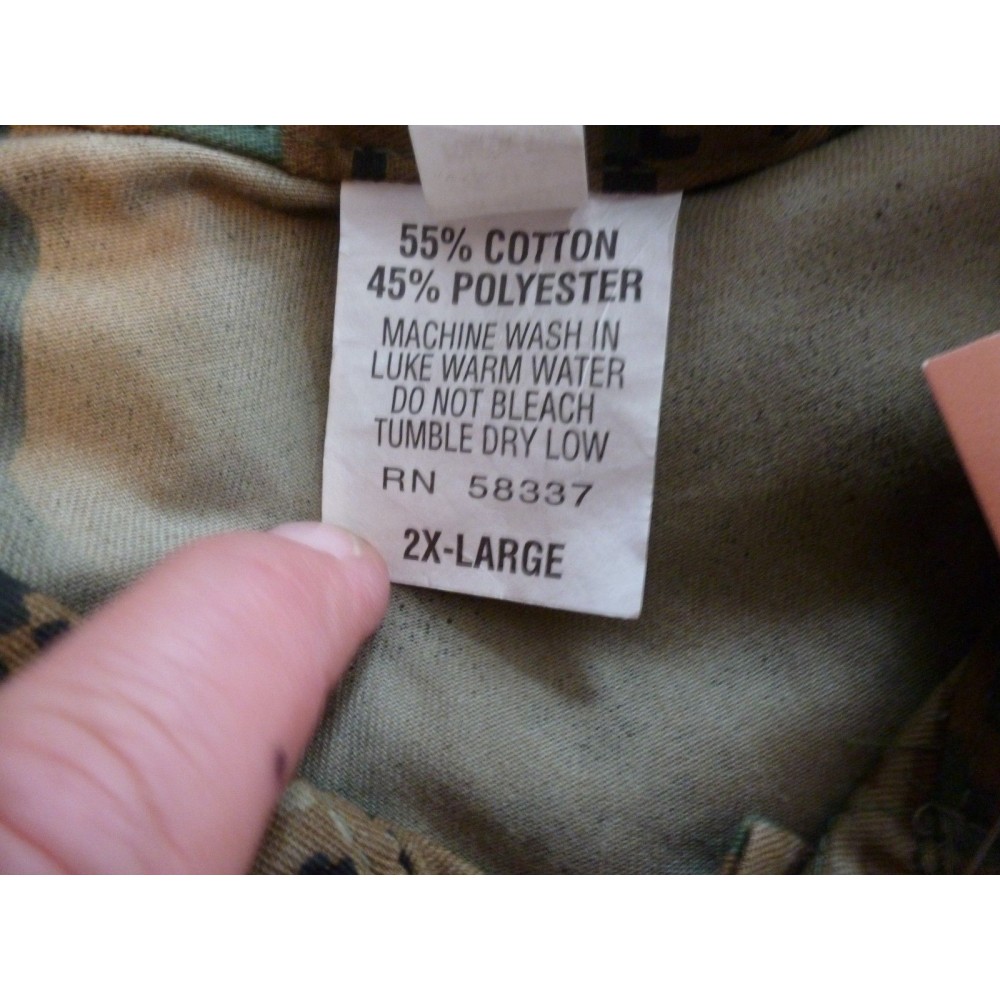 55% COTTON
45% POLYESTER
MACHINE WASH IN
LUKE WARM WATER
DO NOT BLEACH
TUMBLE DRY LOW
RN 58337
2X-LARGE